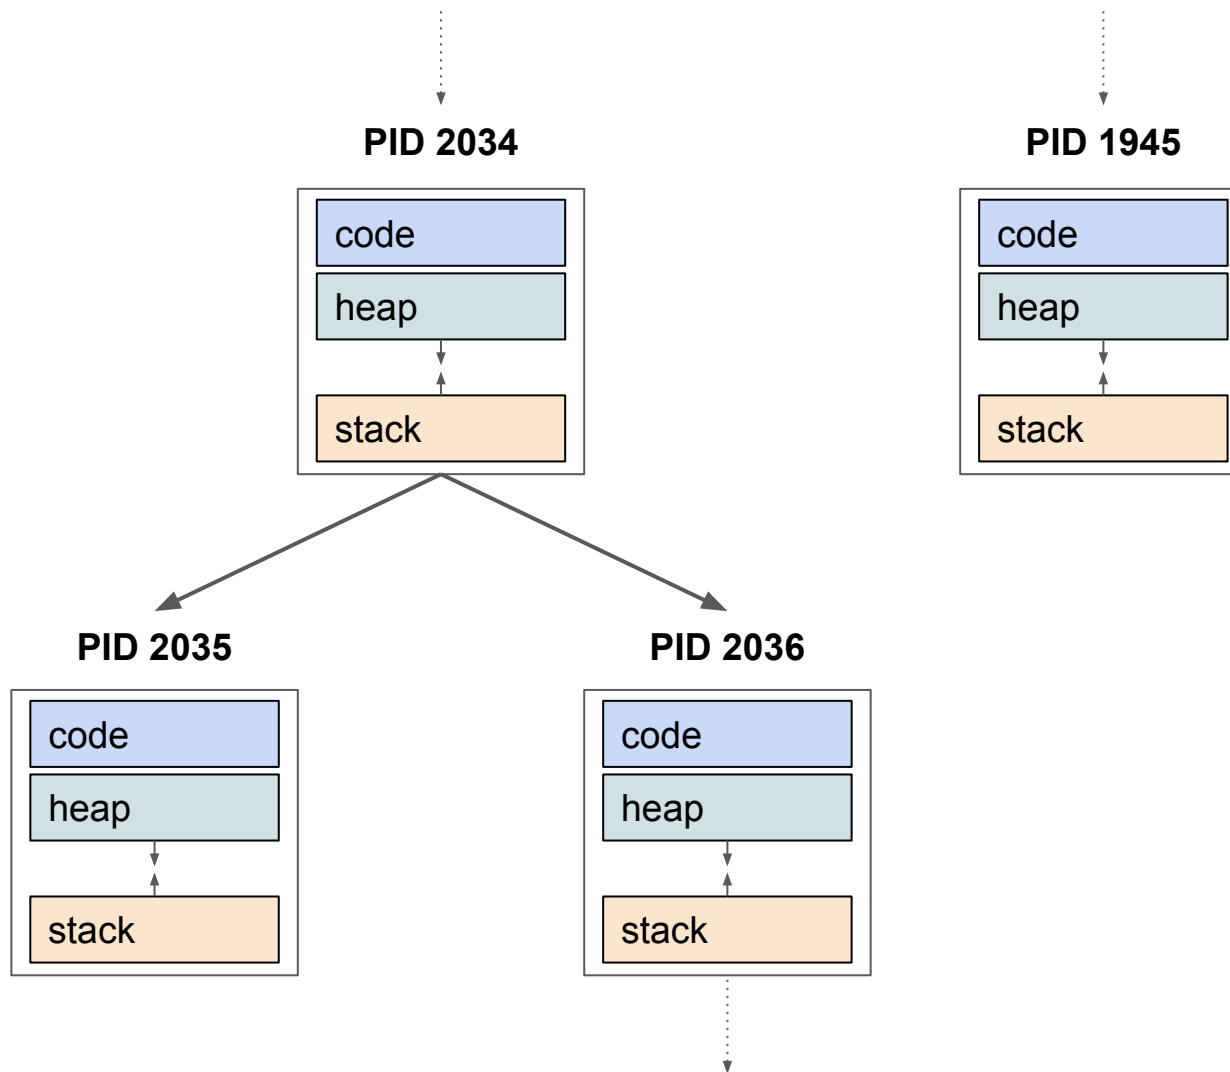 PID 2034
code
heap
stack
PID 1945
code
heap
stack
PID 2035
code
heap
stack
PID 2036
code
heap
stack